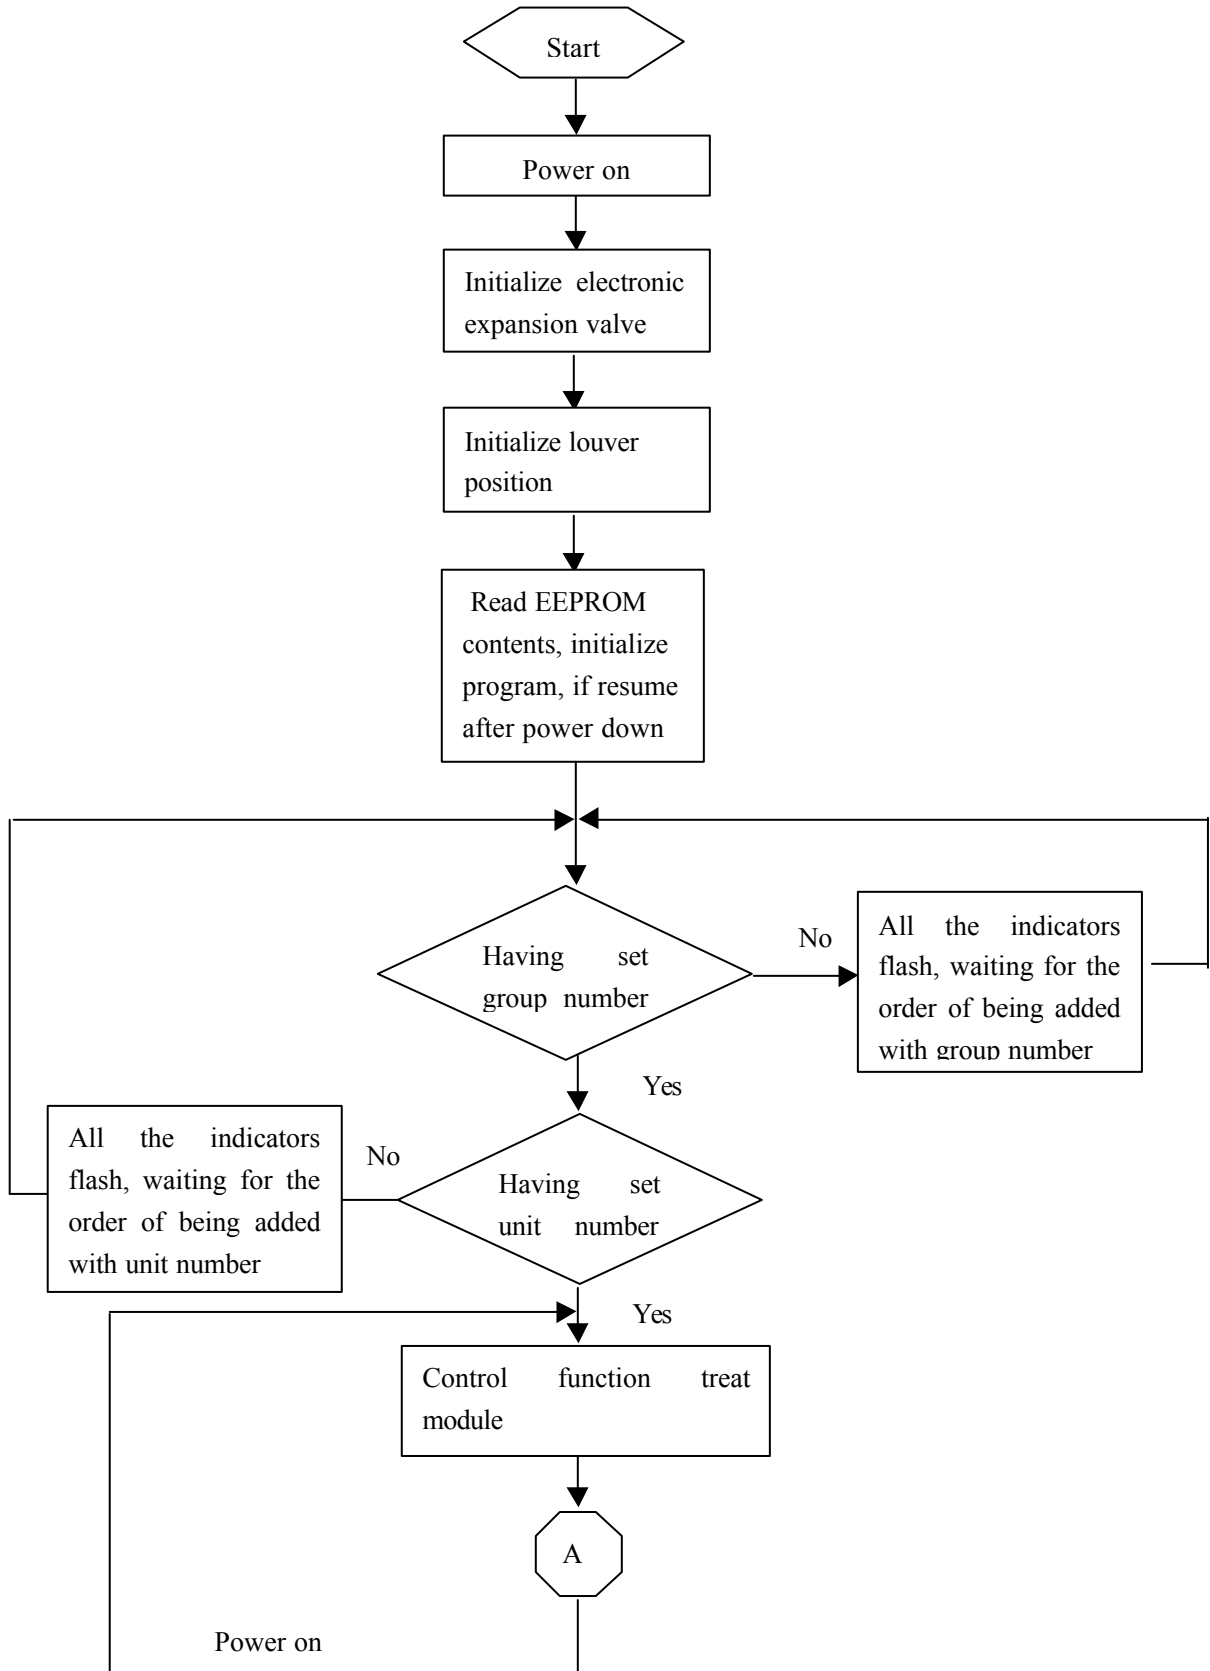 Start
Power on
Initialize electronic
expansion valve
Initialize louver
position
Read EEPROM
contents, initialize
program, if resume
after power down
Having set
group number
No
All the indicators
flash, waiting for the
order of being added
with group number
Yes
All the indicators
flash, waiting for the
order of being added
with unit number
No
Having set
unit number
Yes
Control function treat
module
A
Power on